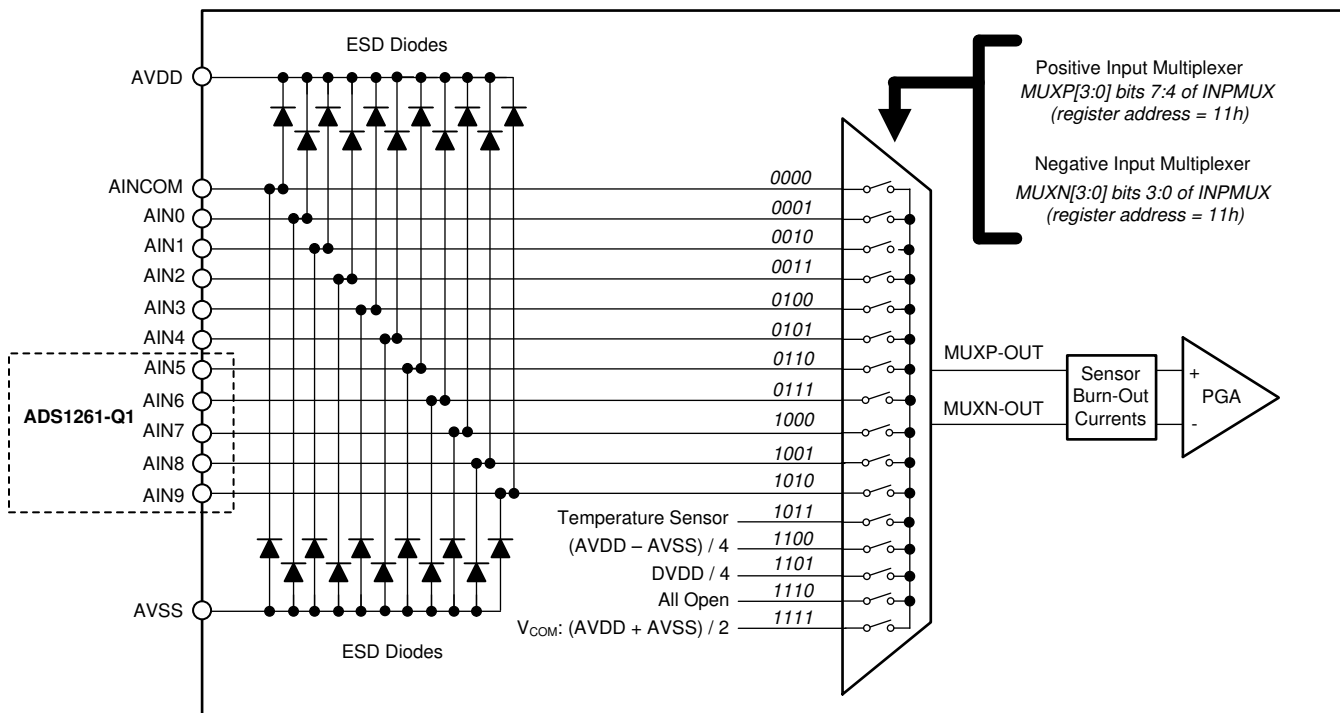 ESD Diodes
AVDD
AINCOM
AIN0
AIN1
AIN2
AIN3
AIN4
AIN5
AIN6
AIN7
AIN8
AIN9
ADS1261-Q1
AVSS
ESD Diodes
0000
0001
0010
0011
0100
0101
0110
0111
1000
1001
1010
Temperature Sensor 1011
(AVDD – AVSS) / 4 1100
DVDD / 4 1101
All Open 1110
VCOM: (AVDD + AVSS) / 2 1111
Positive Input Multiplexer
MUXP[3:0] bits 7:4 of INPMUX
(register address = 11h)
Negative Input Multiplexer
MUXN[3:0] bits 3:0 of INPMUX
(register address = 11h)
MUXP-OUT
MUXN-OUT
Sensor
Burn-Out
Currents
+
PGA
-